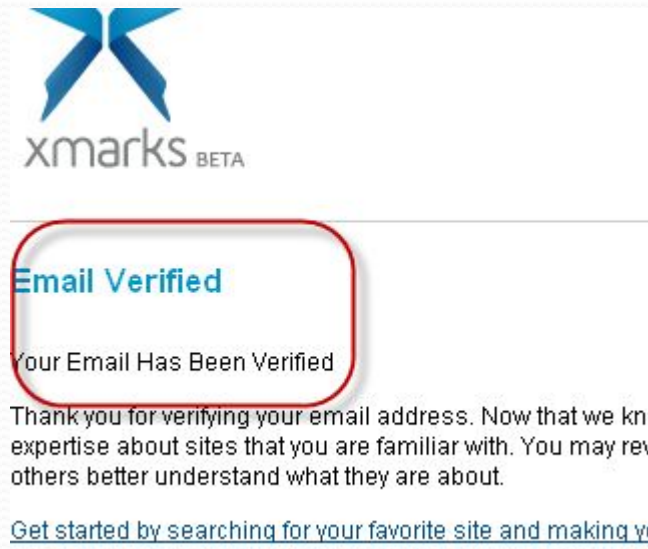 xmarks BETA
Email Verified
Your Email Has Been Verified
Thank you for verifying your email address. Now that we
expertise about sites that you are familiar with. You may
others better understand what they are about.
Get started by searching for your favorite site and making